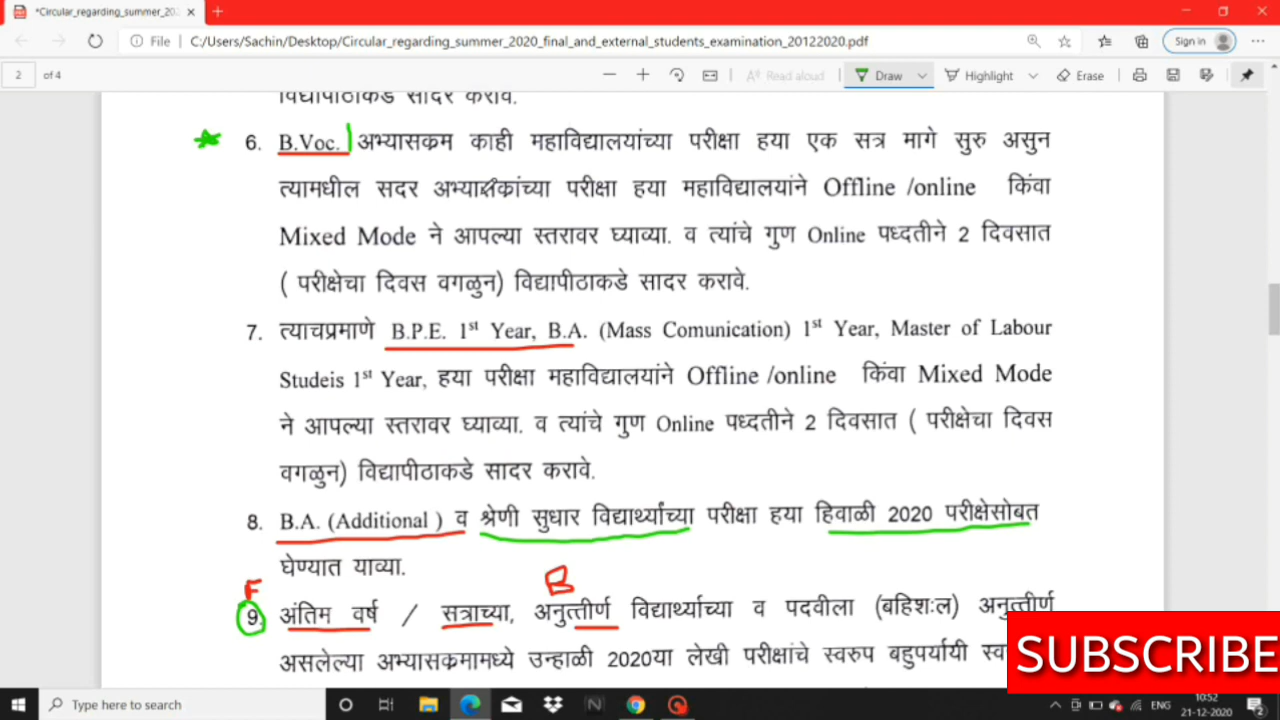 *Circular_regarding_summer_202
File C:/Users/Sachin/Desktop/Circular_regarding_summer_2020_final_and_external_students_examination_20122020.pdf
Sign in
2 of 4
Read aloud
Draw
Highlight
Erase
विद्यापीठाकडे सादर करावे.
6. B.Voc. अभ्यासक्रम काही महाविद्यालयांच्या परीक्षा हया एक सत्र मागे सुरु असुन
त्यामधील सदर परीक्षा हया महाविद्यालयांने Offline /online किंवा
Mixed Mode ने आपल्या स्तरावर घ्याव्या. व त्यांचे गुण Online पध्दतीने 2 दिवसात
( परीक्षेचा दिवस वगळुन) विद्यापीठाकडे सादर करावे.
7. त्याचप्रमाणे B.P.E. 1st Year, B.A. (Mass Comunication) 1st Year, Master of Labour
Studeis 1st Year, हया परीक्षा महाविद्यालयांने Offline /online किंवा Mixed Mode
ने आपल्या स्तरावर घ्याव्या. व त्यांचे गुण Online पध्दतीने 2 दिवसात ( परीक्षेचा दिवस
वगळुन) विद्यापीठाकडे सादर करावे.
8. B.A. (Additional ) व श्रेणी सुधार विद्यार्थ्यांच्या परीक्षा हया हिवाळी 2020 परीक्षेसोबत
घेण्यात याव्या.
F B
9. अंतिम वर्ष / सत्राच्या, अनुत्तीर्ण विद्यार्थ्याच्या व पदवीला (बहिशःल) अनुत्तीर्ण
असलेल्या अभ्यासक्रमामध्ये उन्हाळी 2020या लेखी परीक्षांचे स्वरुप बहुपर्यायी
SUBSCRIBE
Type here to search
ENG
10:52
21-12-2020
2